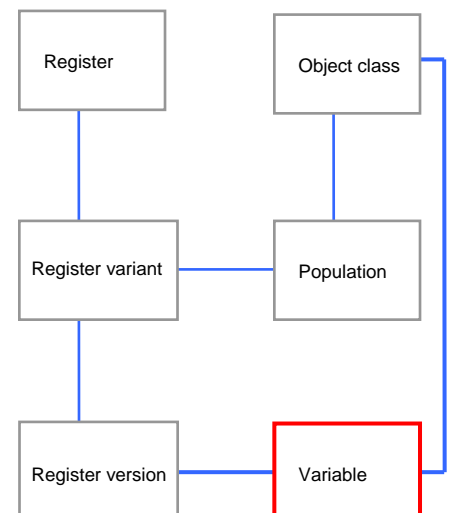 Register
Object class
Register variant
Population
Register version
Variable